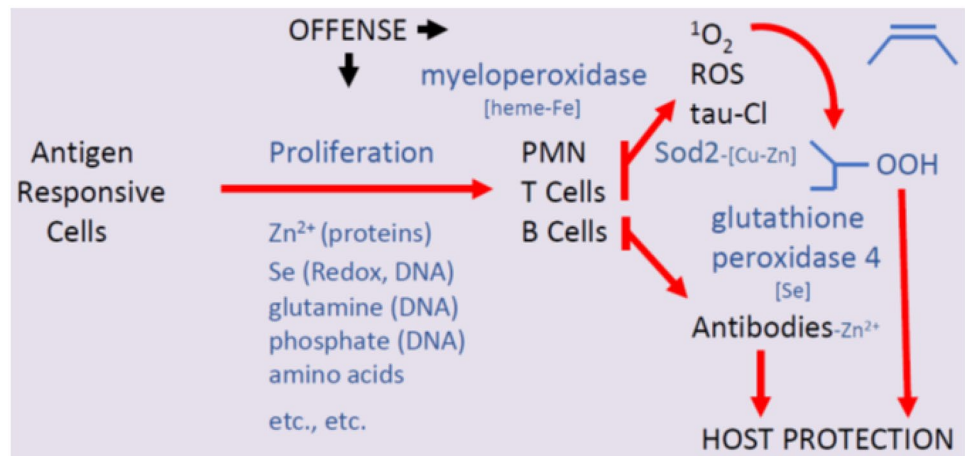 OFFENSE
myeloperoxidase
[heme-Fe]
Antigen
Responsive
Cells
Proliferation
Zn²⁺ (proteins)
Se (Redox, DNA)
glutamine (DNA)
phosphate (DNA)
amino acids
etc., etc.
PMN
T Cells
B Cells
¹O₂
ROS
tau-Cl
Sod2-[Cu-Zn]
OOH
glutathione
peroxidase 4
[Se]
Antibodies-Zn²⁺
HOST PROTECTION